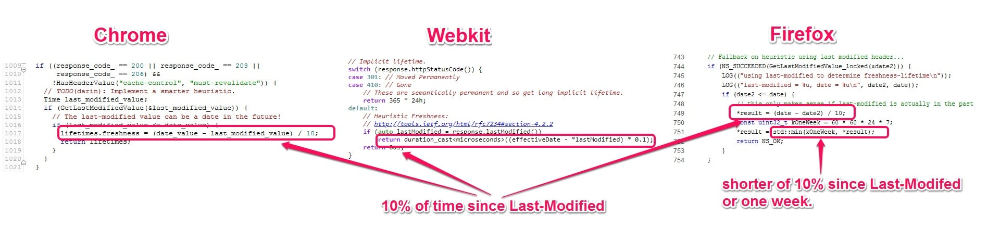 Chrome
1009 if ((response_code_ == 200 || response_code_ == 203 ||
1010 response_code_ == 206) &&
1011 !HasHeaderValue("cache-control", "must-revalidate")) {
1012 // TODO(darin): Implement a smarter heuristic.
1013 Time last_modified_value;
1014 if (GetLastModifiedValue(&last_modified_value)) {
1015 // The last-modified value can be a date in the future!
1016 if (last_modified_value <= date_value) {
1017 lifetimes.freshness = (date_value - last_modified_value) / 10;
1018 return lifetimes;
1019 }
1020 }
1021 }
Webkit
// Implicit lifetime.
switch (response.httpStatusCode()) {
case 301: // Moved Permanently
case 410: // Gone
// These are semantically permanent and so get long implicit lifetime.
return 365 * 24h;
default:
// Heuristic Freshness:
// http://tools.ietf.org/html/rfc7234#section-4.2.2
if (auto lastModified = response.lastModified())
return duration_cast<microseconds>((effectiveDate - *lastModified) * 0.1);
return 0us;
}
Firefox
743 // Fallback on heuristic using last modified header...
744 if (NS_SUCCEEDED(GetLastModifiedValue_locked(&date2))) {
745 LOG(("using last-modified to determine freshness-lifetime\n"));
746 LOG(("last-modified = %u, date = %u\n", date2, date));
747 if (date2 <= date) {
748 // this only makes sense if last-modified is actually in the past
749 *result = (date - date2) / 10;
750 const uint32_t kOneWeek = 60 * 60 * 24 * 7;
751 *result = std::min(kOneWeek, *result);
752 return NS_OK;
753 }
754 }
10% of time since Last-Modified
shorter of 10% since Last-Modifed
or one week.